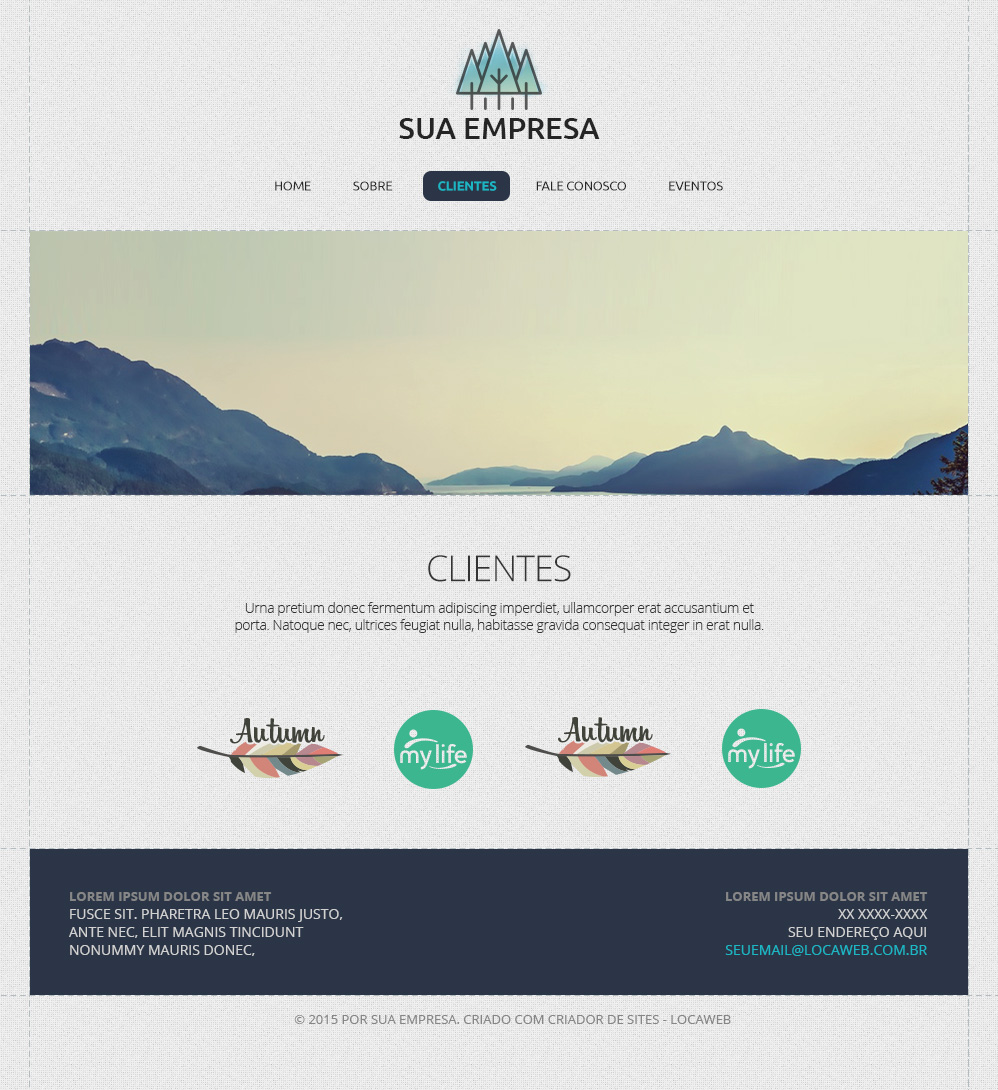 SUA EMPRESA
HOME SOBRE CLIENTES FALE CONOSCO EVENTOS
CLIENTES
Urna pretium donec fermentum adipiscing imperdiet, ullamcorper erat accusantium et
porta. Natoque nec, ultrices feugiat nulla, habitasse gravida consequat integer in erat nulla.
Autumn mylife Autumn mylife
LOREM IPSUM DOLOR SIT AMET
FUSCE SIT. PHARETRA LEO MAURIS JUSTO,
ANTE NEC, ELIT MAGNIS TINCIDUNT
NONUMMY MAURIS DONEC,
LOREM IPSUM DOLOR SIT AMET
XX XXXX-XXXX
SEU ENDEREÇO AQUI
SEUEMAIL@LOCAWEB.COM.BR
© 2015 POR SUA EMPRESA. CRIADO COM CRIADOR DE SITES - LOCAWEB